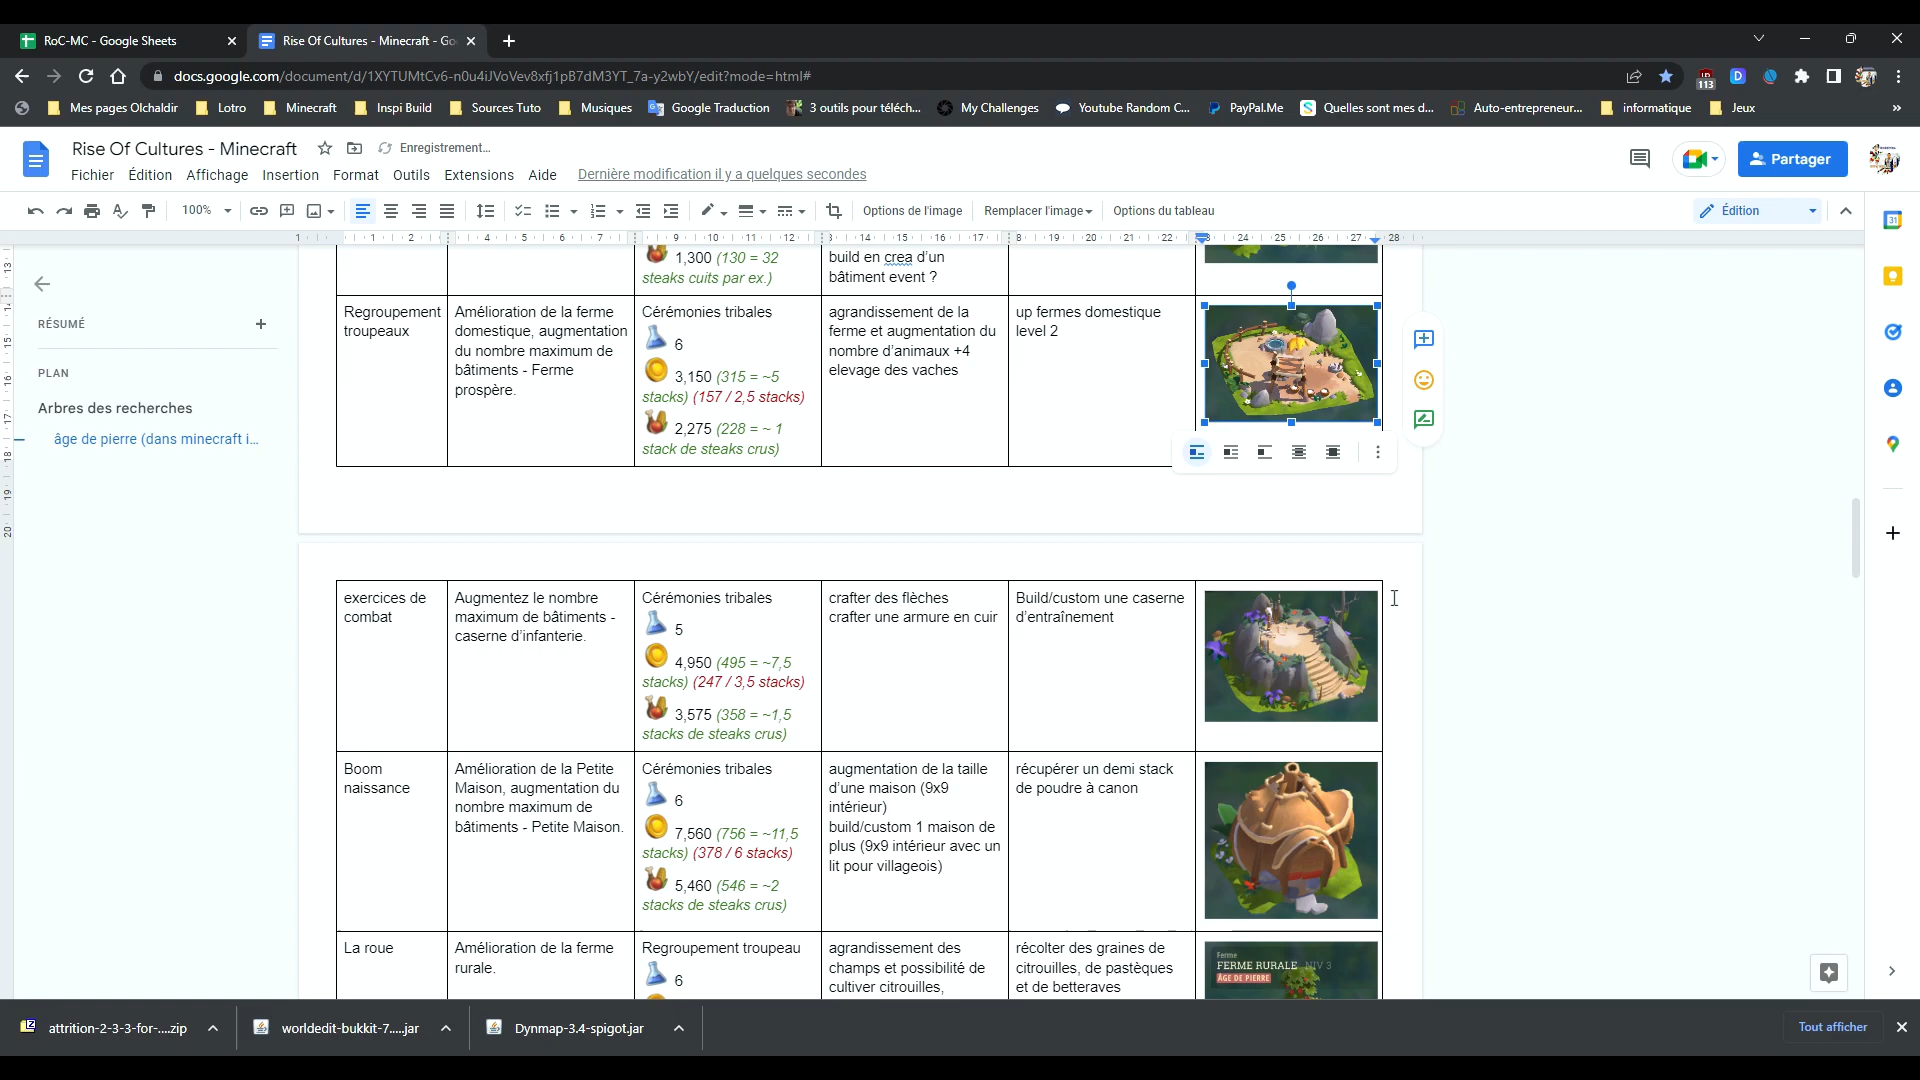 RoC-MC - Google Sheets
Rise Of Cultures - Minecraft - Go
docs.google.com/document/d/1XYTUMtCv6-n0u4iJVoVev8xfj1pB7dM3YT_7a-y2wbY/edit?mode=html#
113
Mes pages Olchaldir Lotro Minecraft Inspi Build Sources Tuto Musiques Google Traduction 3 outils pour téléch... My Challenges Youtube Random C... PayPal.Me Quelles sont mes d... Auto-entrepreneur... informatique Jeux »
Rise Of Cultures - Minecraft Enregistrement...
Fichier Édition Affichage Insertion Format Outils Extensions Aide Dernière modification il y a quelques secondes
Partager
100% Options de l'image Remplacer l'image Options du tableau Édition
31
RÉSUMÉ
PLAN
Arbres des recherches
âge de pierre (dans minecraft i...
1,300 (130 = 32
steaks cuits par ex.)
build en crea d'un
bâtiment event ?
Regroupement
troupeaux
Amélioration de la ferme
domestique, augmentation
du nombre maximum de
bâtiments - Ferme
prospère.
Cérémonies tribales
6
3,150 (315 = ~5
stacks) (157 / 2,5 stacks)
2,275 (228 = ~ 1
stack de steaks crus)
agrandissement de la
ferme et augmentation du
nombre d'animaux +4
elevage des vaches
up fermes domestique
level 2
exercices de
combat
Augmentez le nombre
maximum de bâtiments -
caserne d'infanterie.
Cérémonies tribales
5
4,950 (495 = ~7,5
stacks) (247 / 3,5 stacks)
3,575 (358 = ~1,5
stacks de steaks crus)
crafter des flèches
crafter une armure en cuir
Build/custom une caserne
d'entraînement
Boom
naissance
Amélioration de la Petite
Maison, augmentation du
nombre maximum de
bâtiments - Petite Maison.
Cérémonies tribales
6
7,560 (756 = ~11,5
stacks) (378 / 6 stacks)
5,460 (546 = ~2
stacks de steaks crus)
augmentation de la taille
d'une maison (9x9
intérieur)
build/custom 1 maison de
plus (9x9 intérieur avec un
lit pour villageois)
récupérer un demi stack
de poudre à canon
La roue
Amélioration de la ferme
rurale.
Regroupement troupeau
6
agrandissement des
champs et possibilité de
cultiver citrouilles,
récolter des graines de
citrouilles, de pastèques
et de betteraves
Ferme
FERME RURALE NIV 3
ÂGE DE PIERRE
attrition-2-3-3-for-....zip worldedit-bukkit-7.....jar Dynmap-3.4-spigot.jar Tout afficher